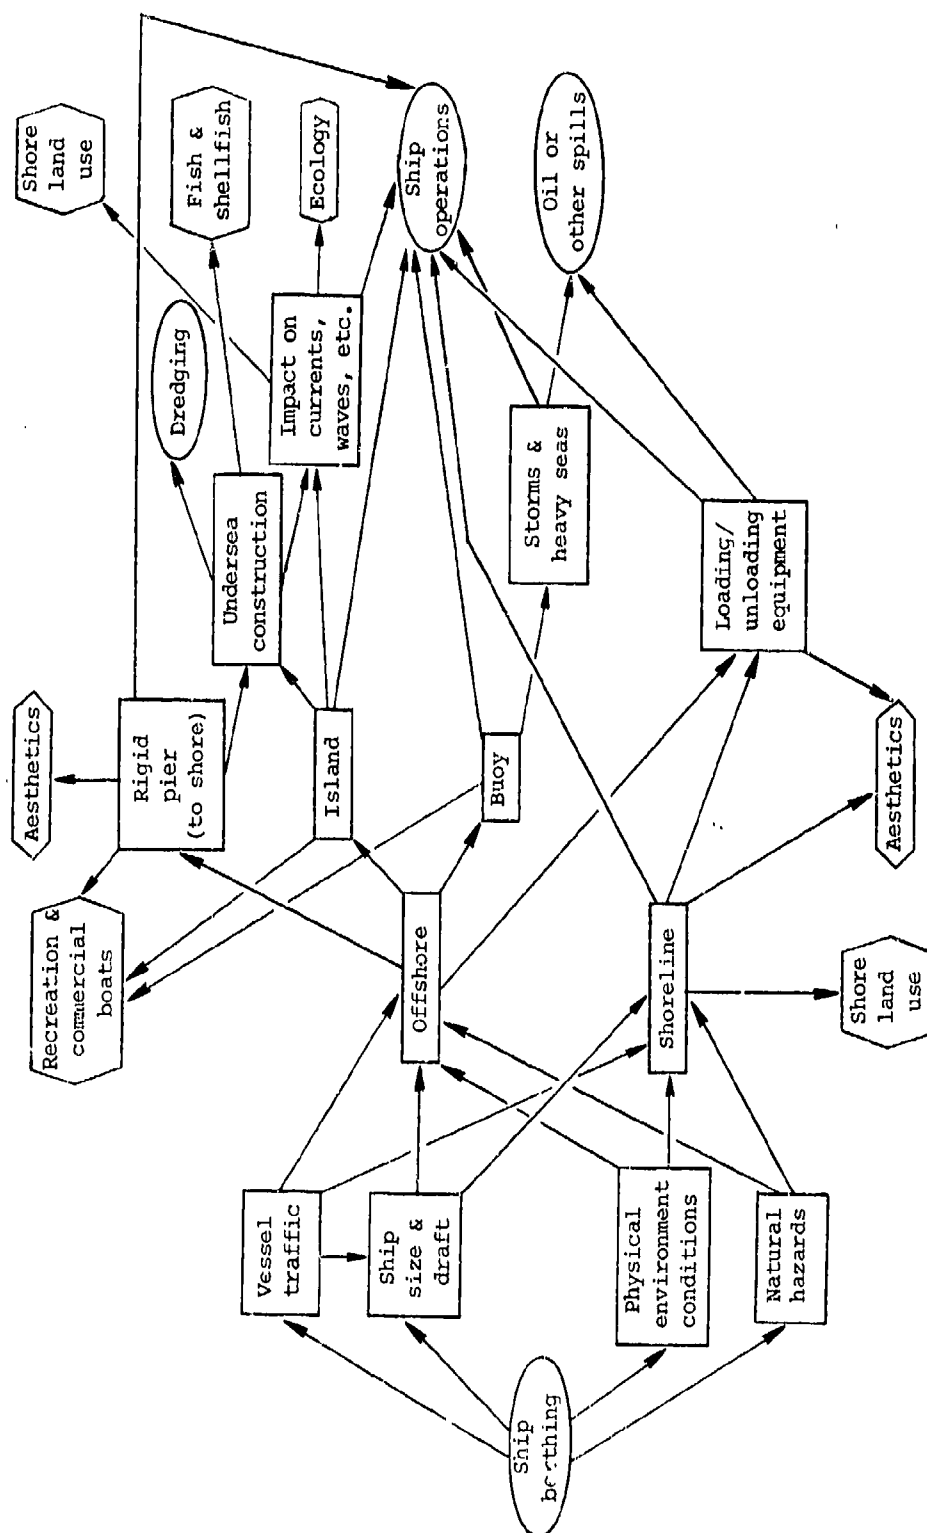 Ship
berthing
Vessel
traffic
Ship
size &
draft
Physical
environment
conditions
Natural
hazards
Offshore
Shoreline
Shore
land
use
Recreation &
commercial
boats
Aesthetics
Rigid
pier
(to shore)
Island
Buoy
Aesthetics
Undersea
construction
Loading/
unloading
equipment
Storms &
heavy seas
Dredging
Impact on
currents,
waves, etc.
Shore
land
use
Fish &
shellfish
Ecology
Ship
operations
Oil or
other spills